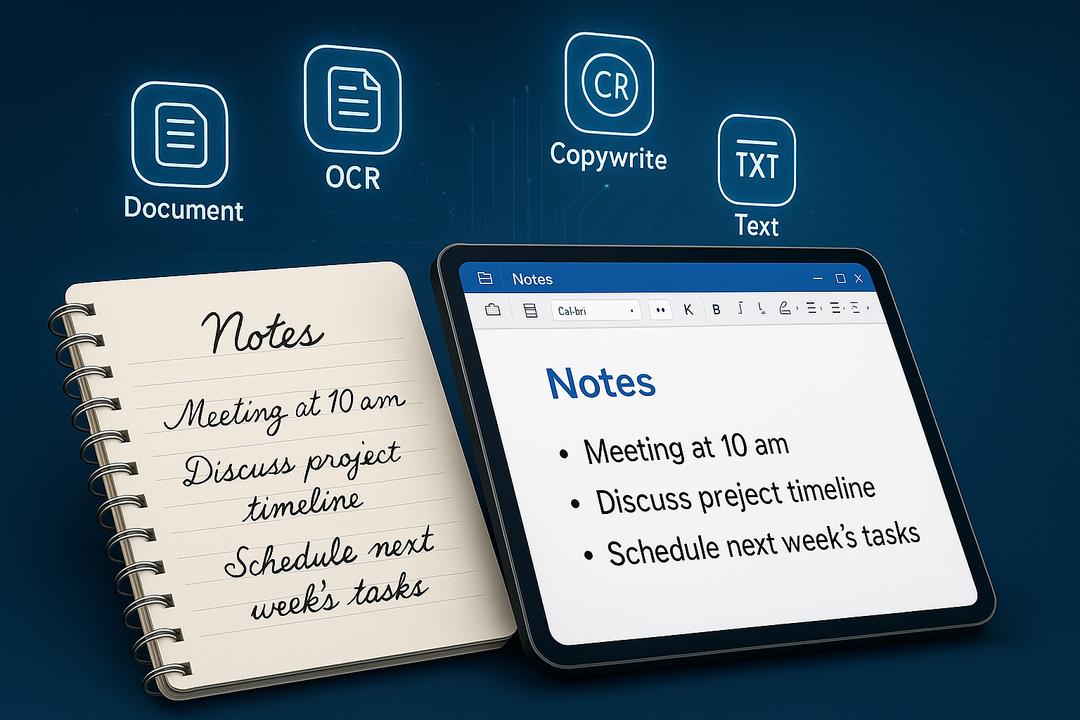 Document
OCR
Copywrite
CR
TXT
Text
Notes
Meeting at 10 am
Discuss project
timeline
Schedule next
week's tasks
Notes
Cal-bri
K
B
Notes
• Meeting at 10 am
• Discuss preject timeline
• Schedule next week's tasks